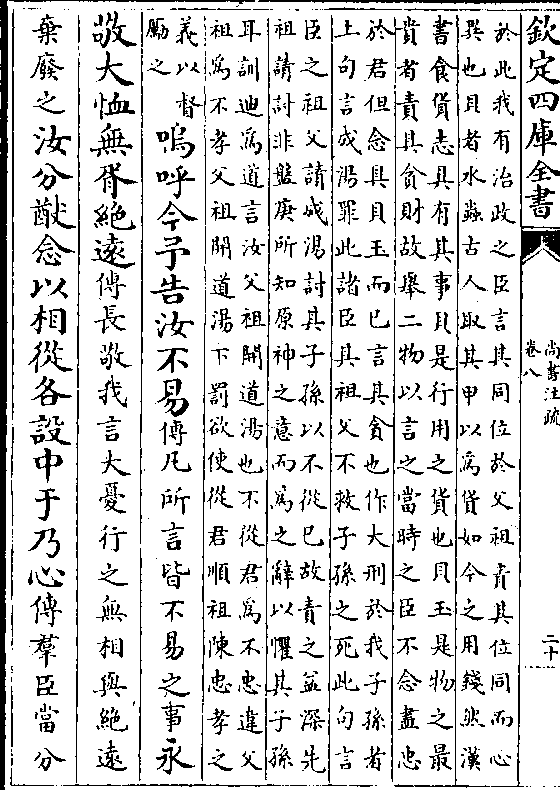 欽定四庫全書
尚書注疏
卷八
二十
於此我有治政之臣言其同位於父祖責其位同而心
異也貝者水蟲古人取其甲以為貨如今之用錢然漢
書食貨志具有其事貝是行用之貨也貝玉是物之最
貴者責其貪財故舉二物以言之當時之臣不念盡忠
於君但念具貝玉而已言其貪也作大刑於我子孫者
上句言成湯罪此諸臣其祖父不救子孫之死此句言
臣之祖父請成湯討其子孫以不從已故責之益深先
祖請討非盤庚所知原神之意而為之辭以懼其子孫
耳訓迪為道言汝父祖開道湯也不從君為不忠違父
祖為不孝父祖開道湯下罰欲使從君順祖陳忠孝之
義以督
勵之
嗚呼今予告汝不易傳凡所言皆不易之事永
敬大恤無胥絶遠傳長敬我言大憂行之無相與絶遠
棄廢之汝分猷念以相從各設中于乃心傳羣臣當分